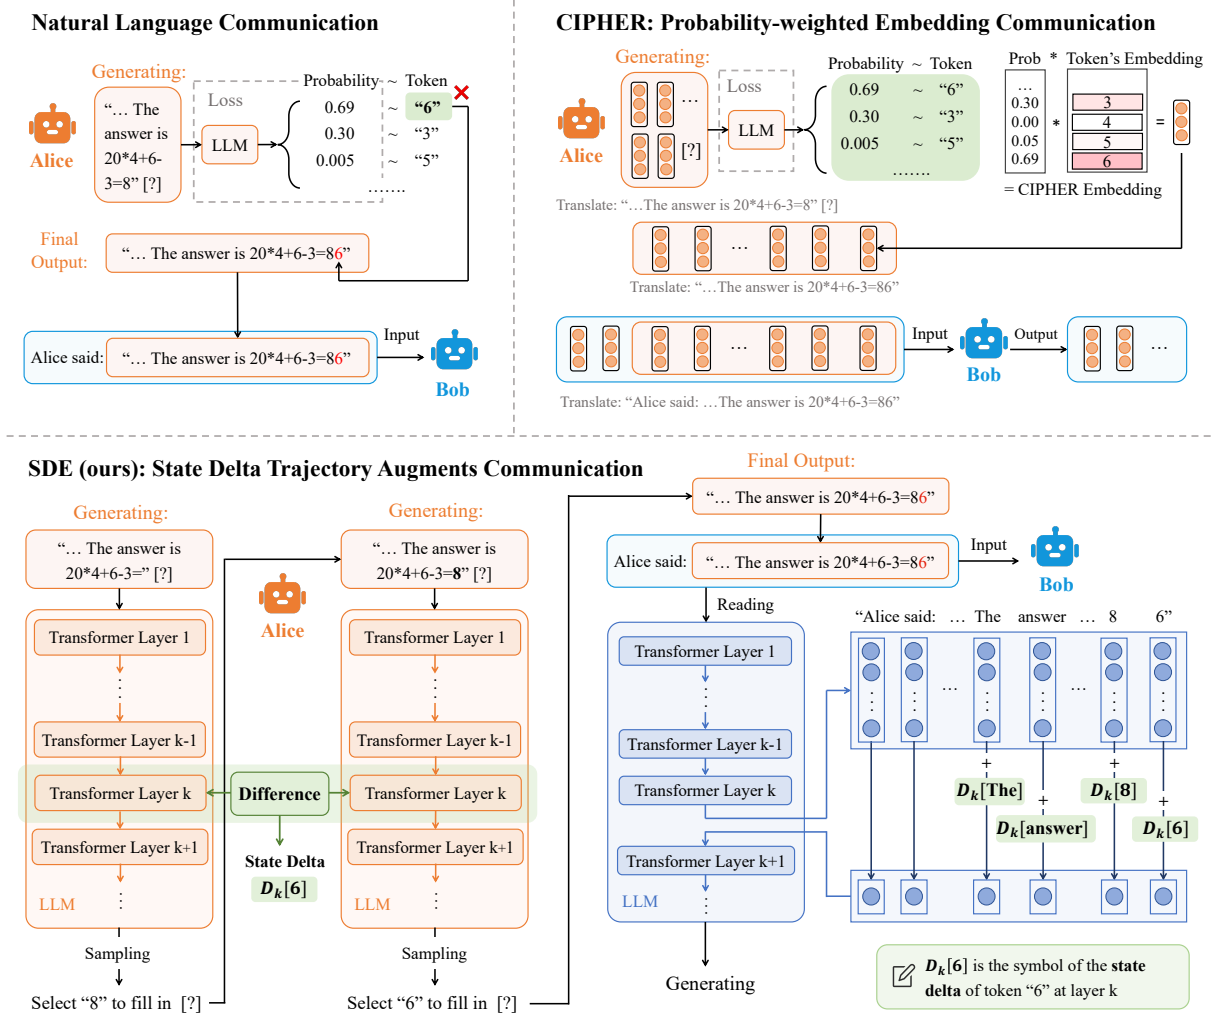 Natural Language Communication
Generating:
Alice
“… The
answer is
20*4+6-
3=8” [?]
Loss
LLM
Probability ~ Token
0.69 ~ “6”
0.30 ~ “3”
0.005 ~ “5”
…….
Final
Output:
“… The answer is 20*4+6-3=86”
Alice said: “… The answer is 20*4+6-3=86”
Input
Bob
CIPHER: Probability-weighted Embedding Communication
Generating:
Alice
…
[?]
Loss
LLM
Probability ~ Token
0.69 ~ “6”
0.30 ~ “3”
0.005 ~ “5”
…….
Prob * Token’s Embedding
…
0.30 3
0.00 * 4 =
0.05 5
0.69 6
= CIPHER Embedding
Translate: “…The answer is 20*4+6-3=8” [?]
…
Translate: “…The answer is 20*4+6-3=86”
…
Input
Bob
Output
…
Translate: “Alice said: …The answer is 20*4+6-3=86”
SDE (ours): State Delta Trajectory Augments Communication
Generating:
“… The answer is
20*4+6-3=” [?]
Transformer Layer 1
Transformer Layer k-1
Transformer Layer k
Transformer Layer k+1
LLM
Sampling
Select “8” to fill in [?]
Alice
Difference
State Delta
D_k[6]
Generating:
“… The answer is
20*4+6-3=8” [?]
Transformer Layer 1
Transformer Layer k-1
Transformer Layer k
Transformer Layer k+1
LLM
Sampling
Select “6” to fill in [?]
Final Output:
“… The answer is 20*4+6-3=86”
Alice said: “… The answer is 20*4+6-3=86”
Input
Bob
Reading
Transformer Layer 1
Transformer Layer k-1
Transformer Layer k
Transformer Layer k+1
LLM
Generating
“Alice said: … The answer … 8 6”
… …
+ +
D_k[The] D_k[8]
+ +
D_k[answer] D_k[6]
D_k[6] is the symbol of the state
delta of token “6” at layer k